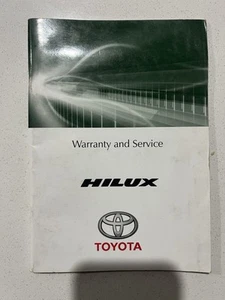 Warranty and Service
HILUX
TOYOTA